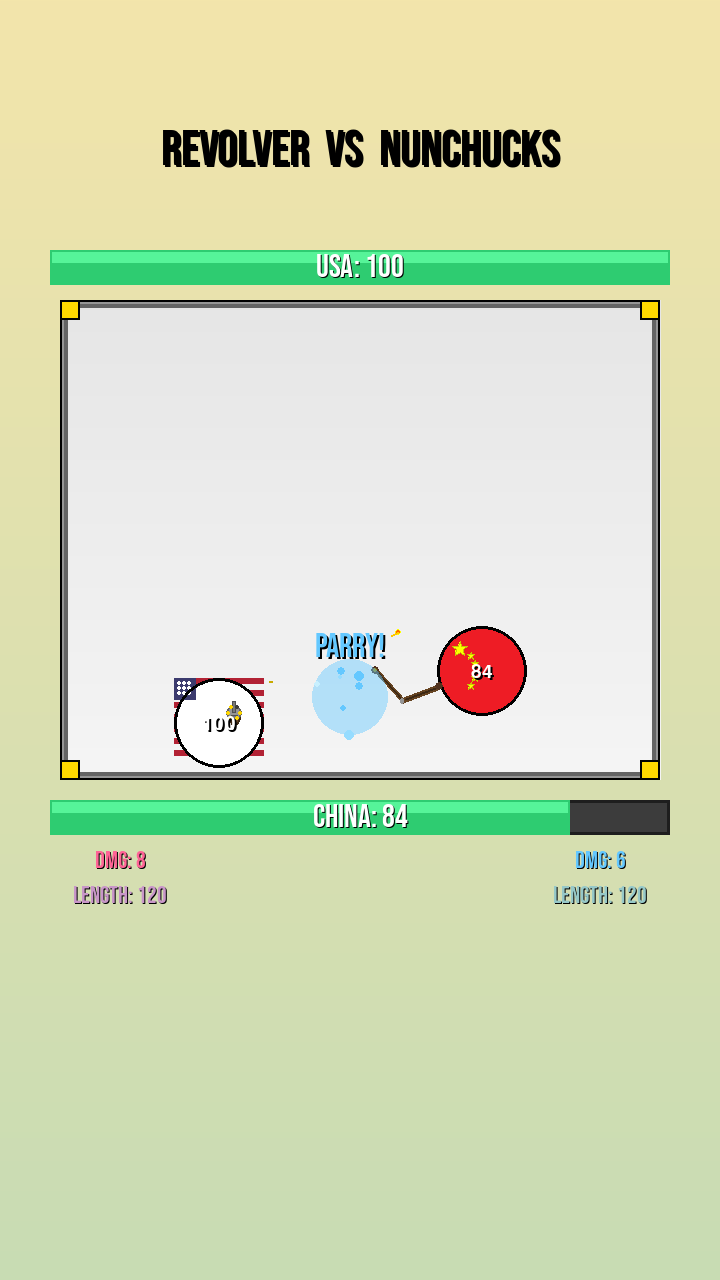 REVOLVER VS NUNCHUCKS
USA: 100
PARRY!
84
100
CHINA: 84
DMG: 8
DMG: 6
LENGTH: 120
LENGTH: 120